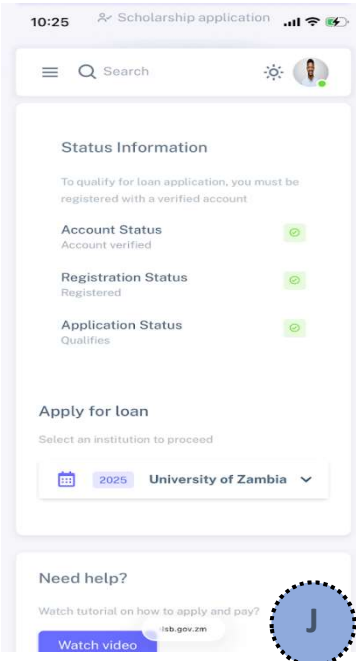 10:25
Scholarship application
Search
Status Information
To qualify for loan application, you must be
registered with a verified account
Account Status
Account verified
Registration Status
Registered
Application Status
Qualifies
Apply for loan
Select an institution to proceed
2025 University of Zambia
Need help?
Watch tutorial on how to apply and pay?
lsb.gov.zm
Watch video
J